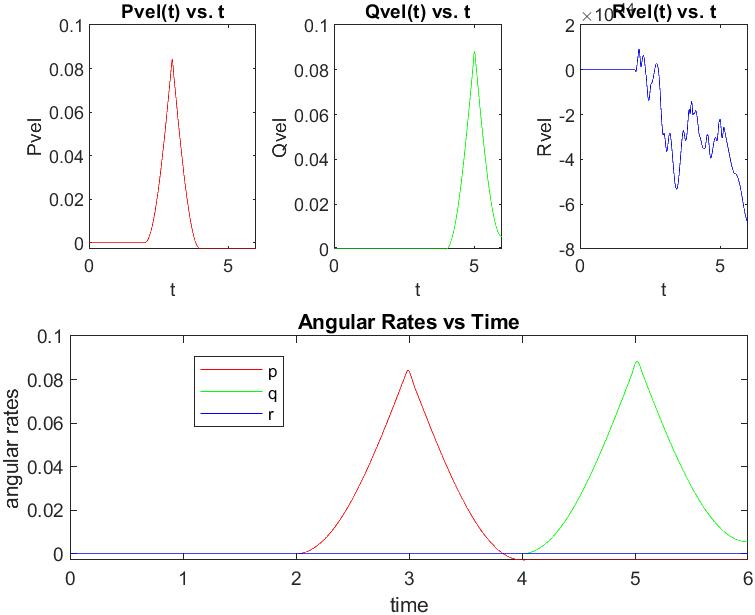 Pvel(t) vs. t
0.1
0.08
0.06
0.04
0.02
0
Pvel
0
5
t
Qvel(t) vs. t
0.1
0.08
0.06
0.04
0.02
0
Qvel
0
5
t
Rvel(t) vs. t
2
0
-2
-4
-6
-8
Rvel
0
5
t
Angular Rates vs Time
0.1
0.08
0.06
0.04
0.02
0
angular rates
p
q
r
0 1 2 3 4 5 6
time